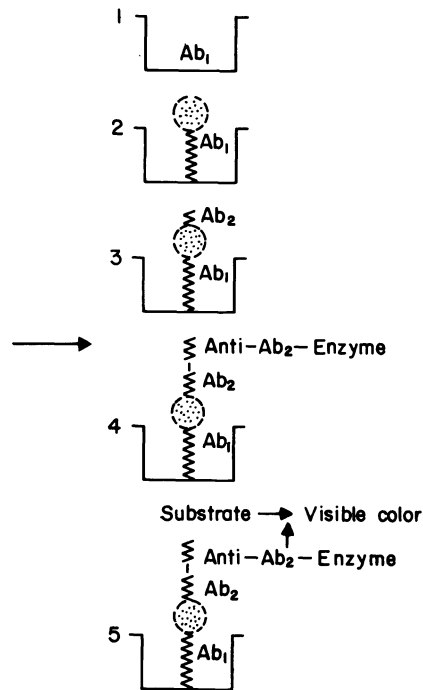 1
Ab₁
2
Ab₁
Ab₂
3
Ab₁
Anti-Ab₂-Enzyme
Ab₂
4
Ab₁
Substrate → Visible color
Anti-Ab₂-Enzyme
Ab₂
5
Ab₁